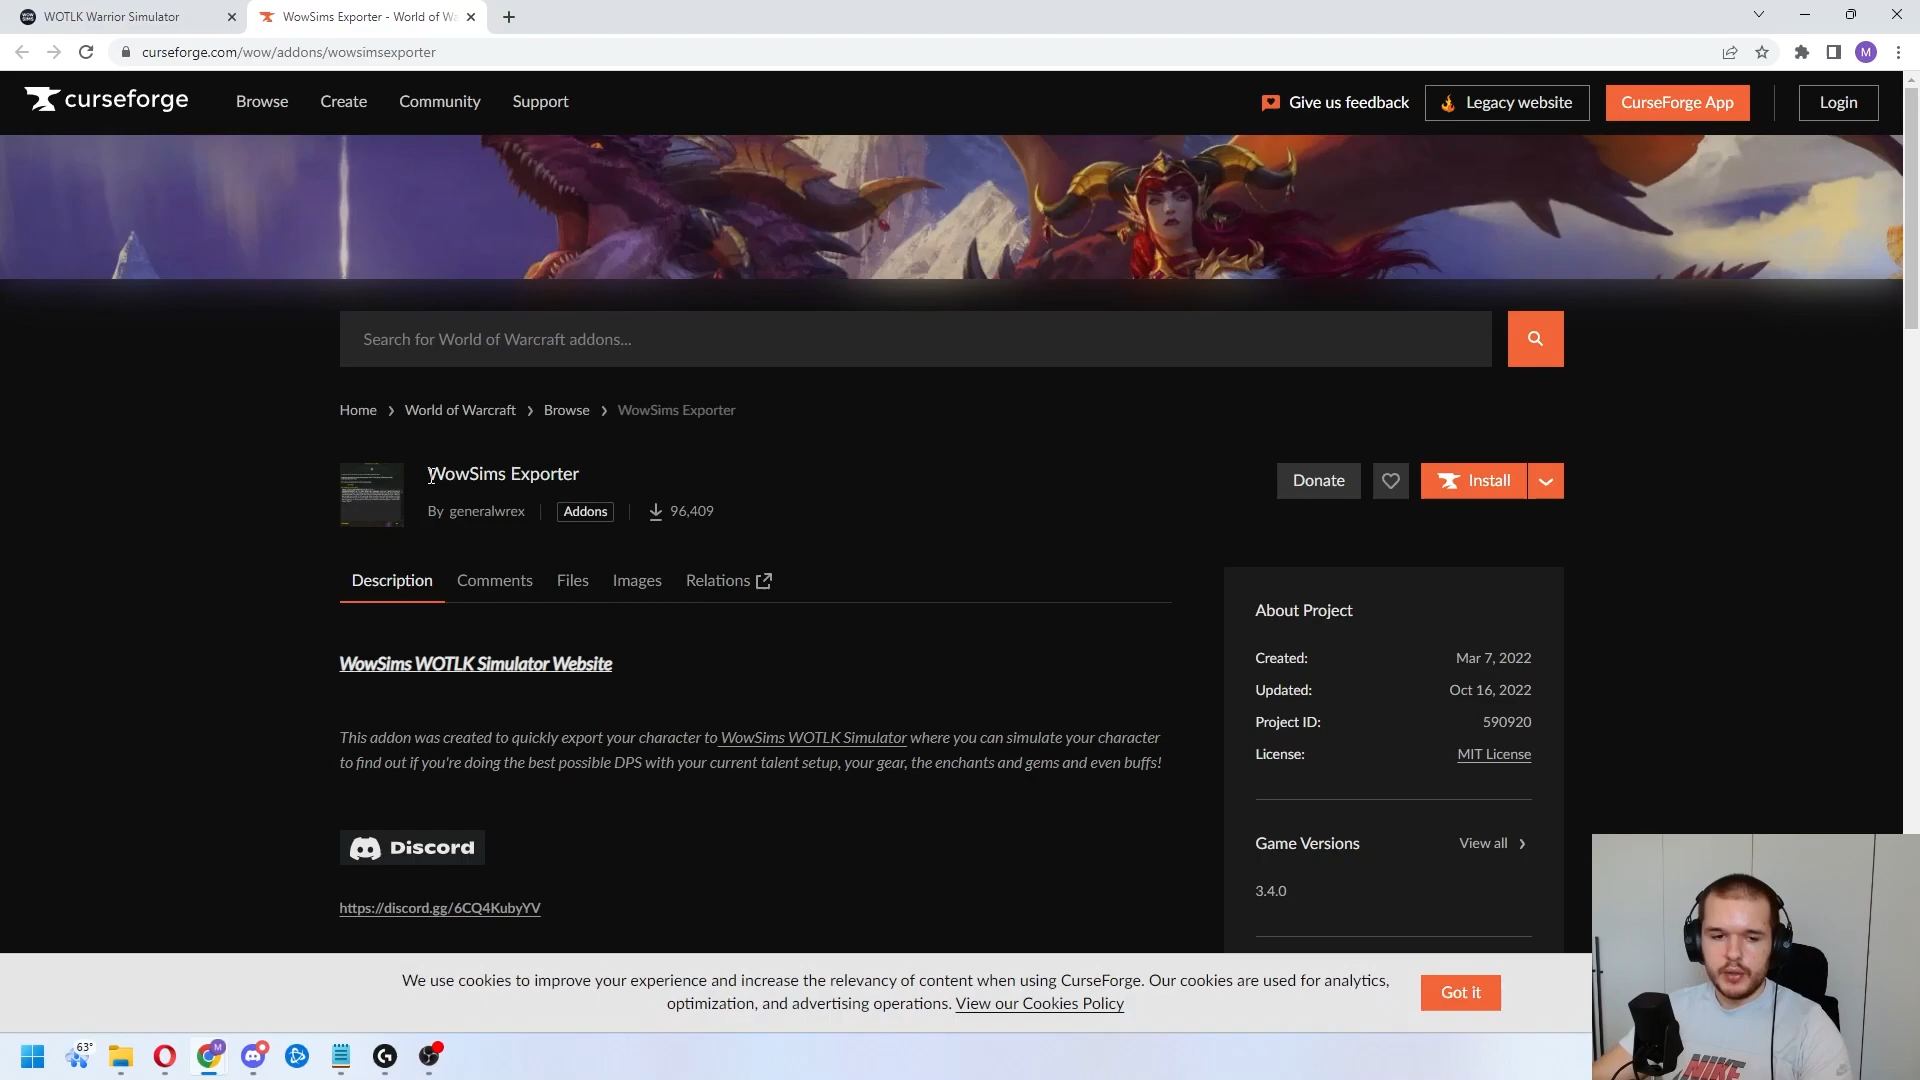 WOTLK Warrior Simulator
WowSims Exporter - World of Wa
curseforge.com/wow/addons/wowsimsexporter
M
curseforge
Browse
Create
Community
Support
Give us feedback
Legacy website
CurseForge App
Login
Search for World of Warcraft addons...
Home
World of Warcraft
Browse
WowSims Exporter
WowSims Exporter
Donate
Install
By generalwrex
Addons
96,409
Description
Comments
Files
Images
Relations
About Project
WowSims WOTLK Simulator Website
Created:
Mar 7, 2022
Updated:
Oct 16, 2022
Project ID:
590920
This addon was created to quickly export your character to WowSims WOTLK Simulator where you can simulate your character
to find out if you're doing the best possible DPS with your current talent setup, your gear, the enchants and gems and even buffs!
License:
MIT License
Discord
Game Versions
View all
3.4.0
https://discord.gg/6CQ4KubyYV
We use cookies to improve your experience and increase the relevancy of content when using CurseForge. Our cookies are used for analytics,
optimization, and advertising operations. View our Cookies Policy
Got it
63°
M
NIKE